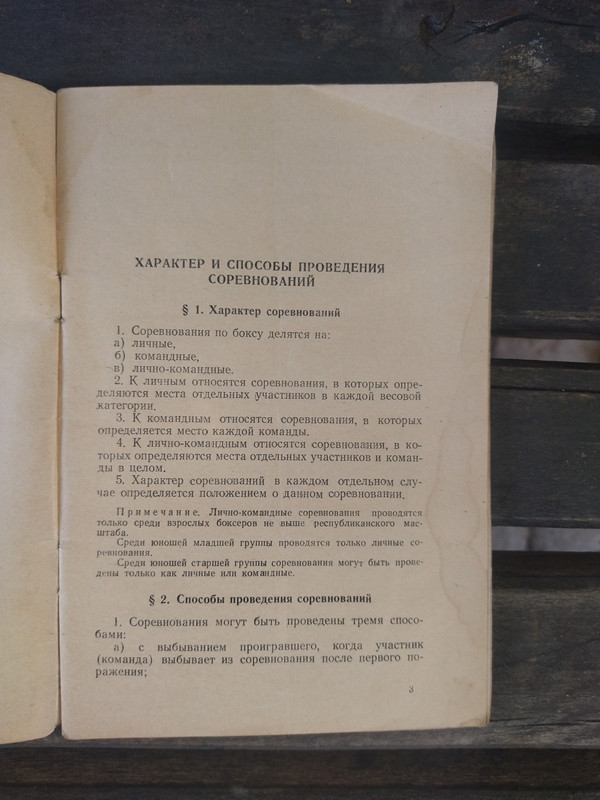 ХАРАКТЕР И СПОСОБЫ ПРОВЕДЕНИЯ
СОРЕВНОВАНИЙ
§ 1. Характер соревнований
1. Соревнования по боксу делятся на:
а) личные,
б) командные,
в) лично-командные.
2. К личным относятся соревнования, в которых опре-
деляются места отдельных участников в каждой весовой
категории.
3. К командным относятся соревнования, в которых
определяется место каждой команды.
4. К лично-командным относятся соревнования, в ко-
торых определяются места отдельных участников и коман-
ды в целом.
5. Характер соревнований в каждом отдельном слу-
чае определяется положением о данном соревновании.
Примечание. Лично-командные соревнования проводятся
только среди взрослых боксеров не выше республиканского мас-
штаба.
Среди юношей младшей группы проводятся только личные со-
ревнования.
Среди юношей старшей группы соревнования могут быть прове-
дены только как личные или командные.
§ 2. Способы проведения соревнований
1. Соревнования могут быть проведены тремя спосо-
бами:
а) с выбыванием проигравшего, когда участник
(команда) выбывает из соревнования после первого по-
ражения;
3